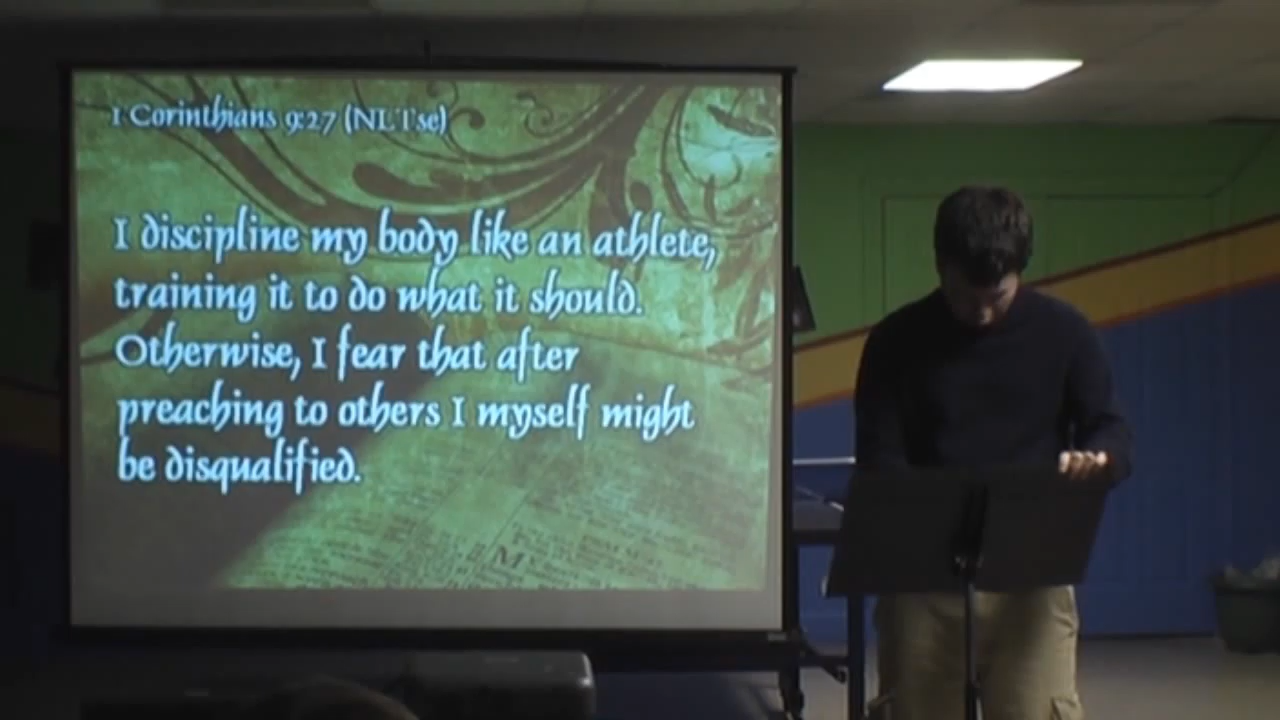 1 Corinthians 9:27 (NLTse)
I discipline my body like an athlete,
training it to do what it should.
Otherwise, I fear that after
preaching to others I myself might
be disqualified.
M